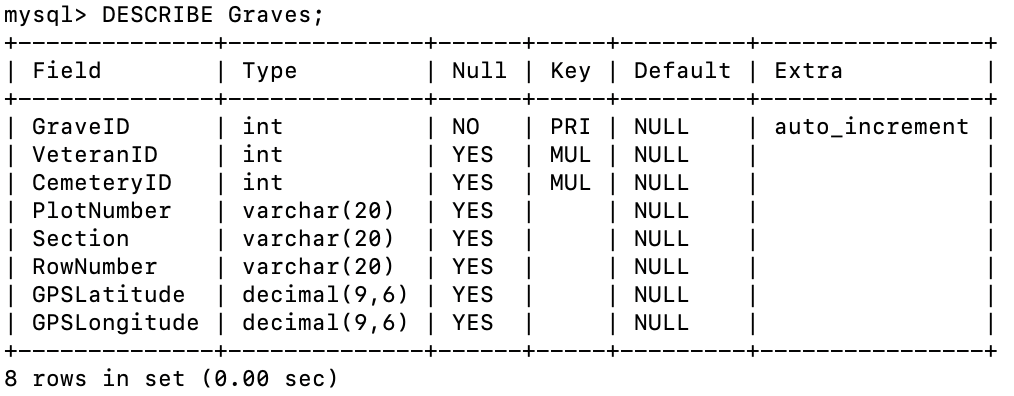 mysql> DESCRIBE Graves;
+--------------+--------------+------+-----+---------+----------------+
| Field        | Type         | Null | Key | Default | Extra          |
+--------------+--------------+------+-----+---------+----------------+
| GraveID      | int          | NO   | PRI | NULL    | auto_increment |
| VeteranID    | int          | YES  | MUL | NULL    |                |
| CemeteryID   | int          | YES  | MUL | NULL    |                |
| PlotNumber   | varchar(20)  | YES  |     | NULL    |                |
| Section      | varchar(20)  | YES  |     | NULL    |                |
| RowNumber    | varchar(20)  | YES  |     | NULL    |                |
| GPSLatitude  | decimal(9,6) | YES  |     | NULL    |                |
| GPSLongitude | decimal(9,6) | YES  |     | NULL    |                |
+--------------+--------------+------+-----+---------+----------------+
8 rows in set (0.00 sec)